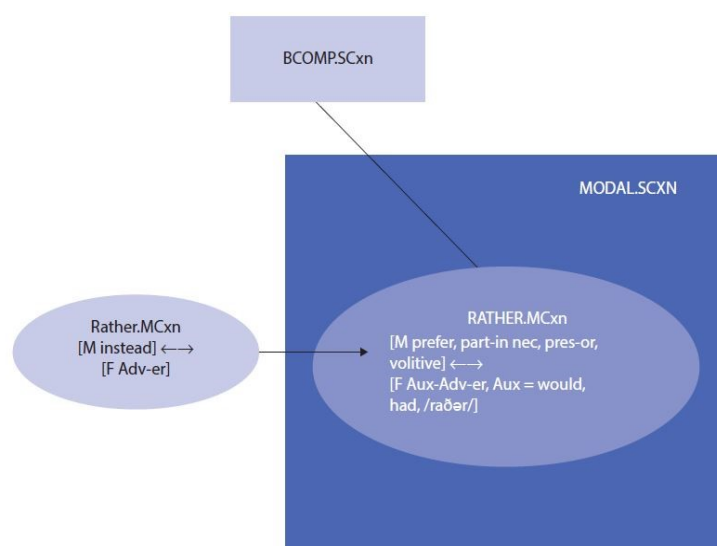 BCOMP.SCxn
MODAL.SCXN
Rather.MCxn
[M instead] ←→
[F Adv-er]
RATHER.MCxn
[M prefer, part-in nec, pres-or,
volitive] ←→
[F Aux-Adv-er, Aux = would,
had, /raðər/]